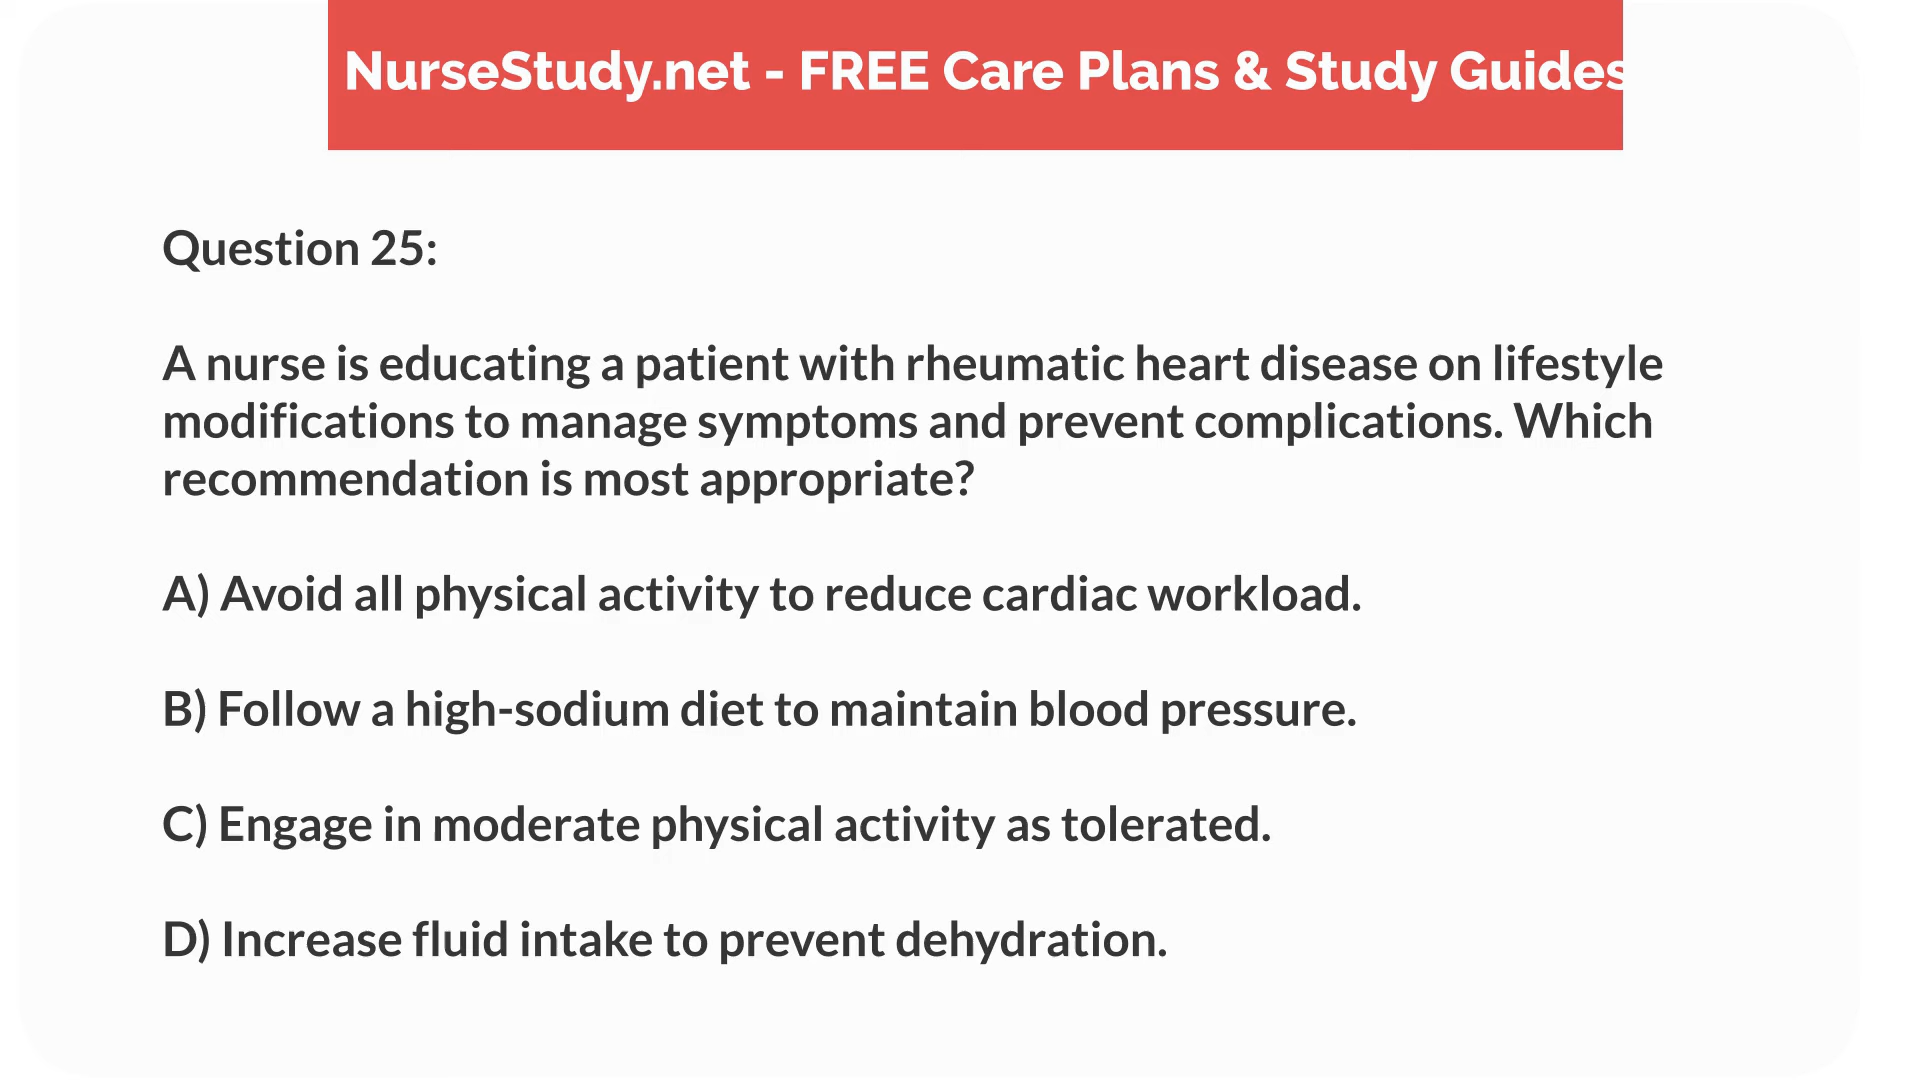 NurseStudy.net - FREE Care Plans & Study Guides
Question 25:
A nurse is educating a patient with rheumatic heart disease on lifestyle
modifications to manage symptoms and prevent complications. Which
recommendation is most appropriate?
A) Avoid all physical activity to reduce cardiac workload.
B) Follow a high-sodium diet to maintain blood pressure.
C) Engage in moderate physical activity as tolerated.
D) Increase fluid intake to prevent dehydration.